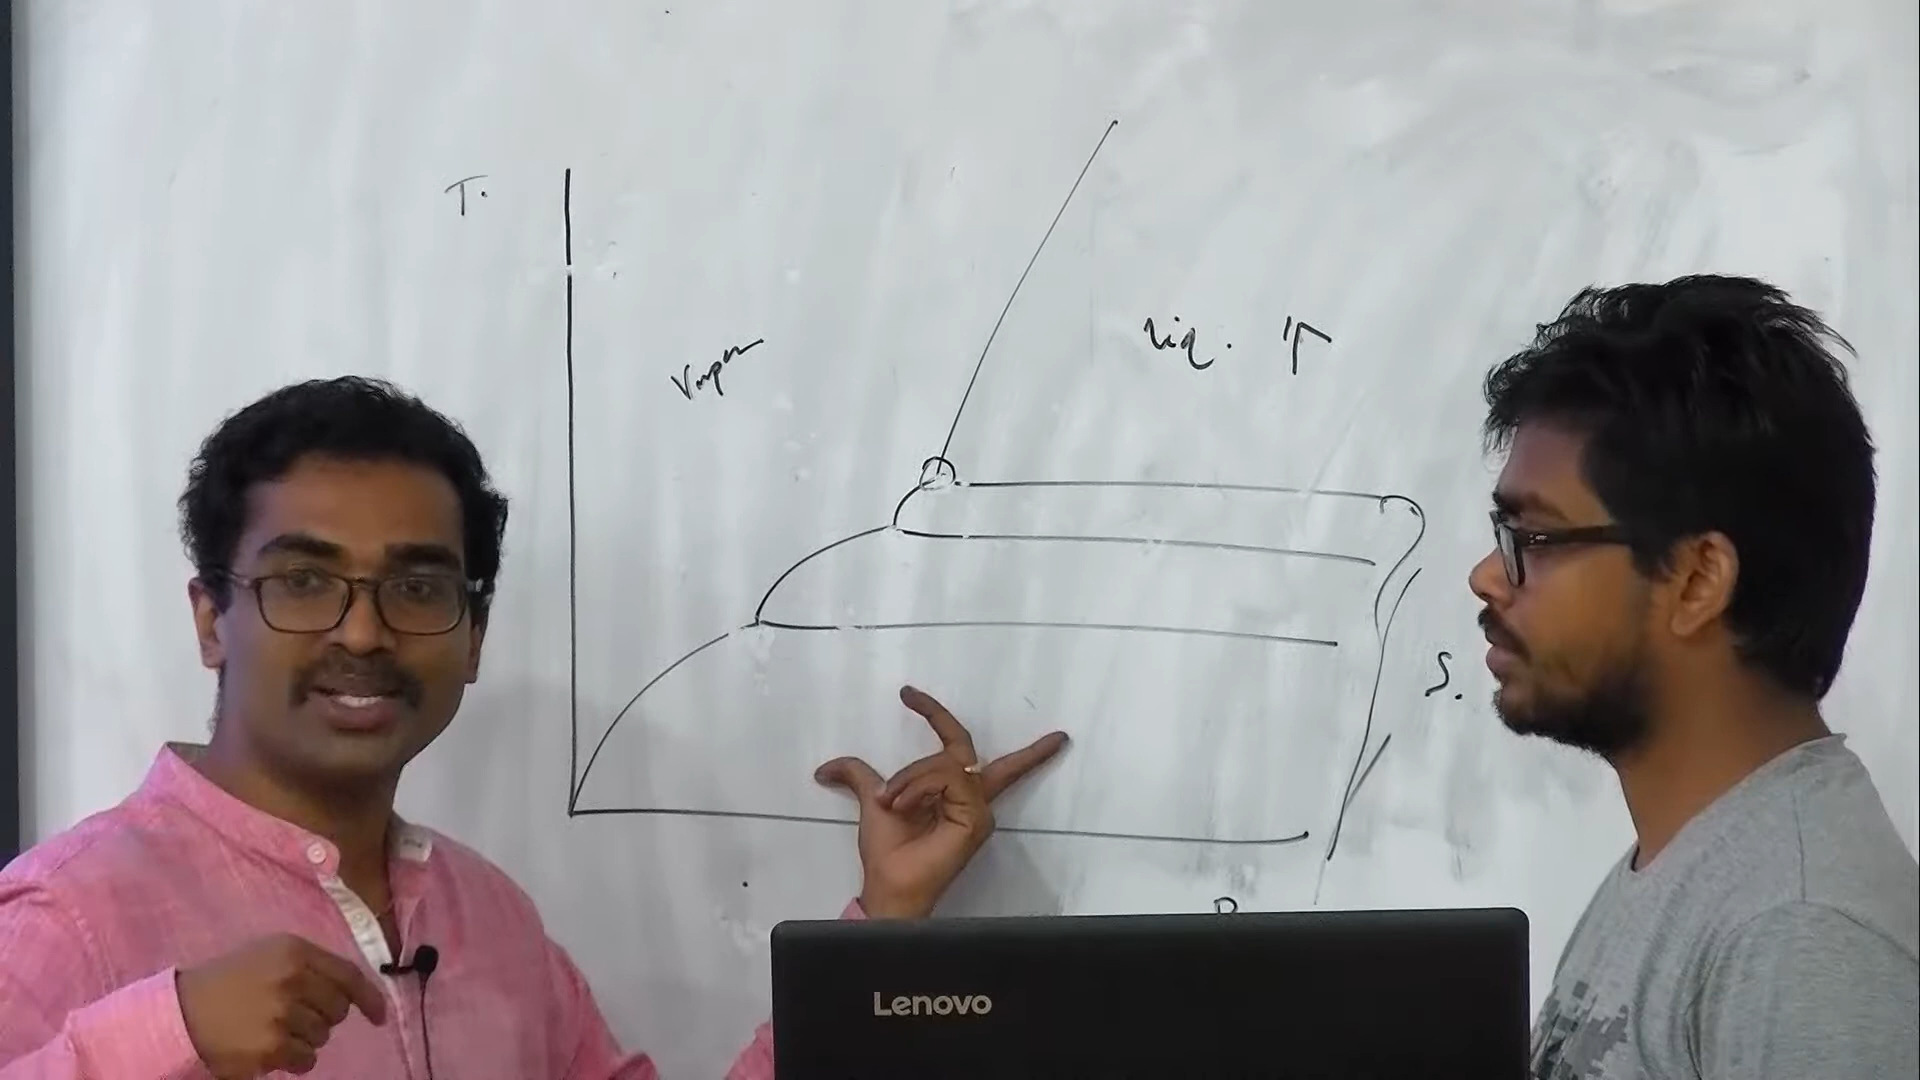 T.
Vapor
Liq. ↑
S.
P
Lenovo